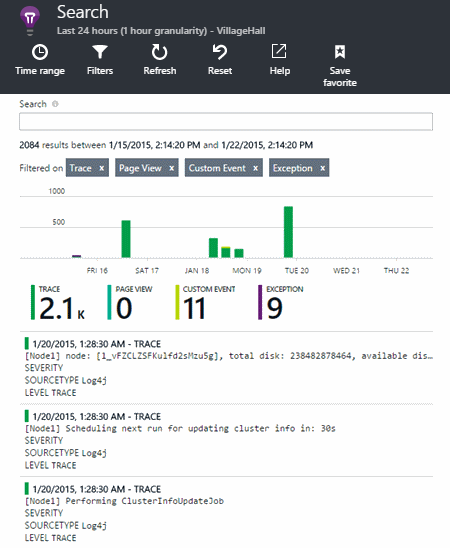 Search
Last 24 hours (1 hour granularity) - VillageHall
Time range Filters Refresh Reset Help Save favorite
Search
2084 results between 1/15/2015, 2:14:20 PM and 1/22/2015, 2:14:20 PM
Filtered on Trace x Page View x Custom Event x Exception x
1000
500
FRI 16 SAT 17 JAN 18 MON 19 TUE 20 WED 21 THU 22
TRACE PAGE VIEW CUSTOM EVENT EXCEPTION
2.1 K 0 11 9
1/20/2015, 1:28:30 AM - TRACE
[Node1] node: [l_vFZCLZSFKulfd2sMzu5g], total disk: 238482878464, available dis...
SEVERITY
SOURCETYPE Log4j
LEVEL TRACE
1/20/2015, 1:28:30 AM - TRACE
[Node1] Scheduling next run for updating cluster info in: 30s
SEVERITY
SOURCETYPE Log4j
LEVEL TRACE
1/20/2015, 1:28:30 AM - TRACE
[Node1] Performing ClusterInfoUpdateJob
SEVERITY
SOURCETYPE Log4j
LEVEL TRACE